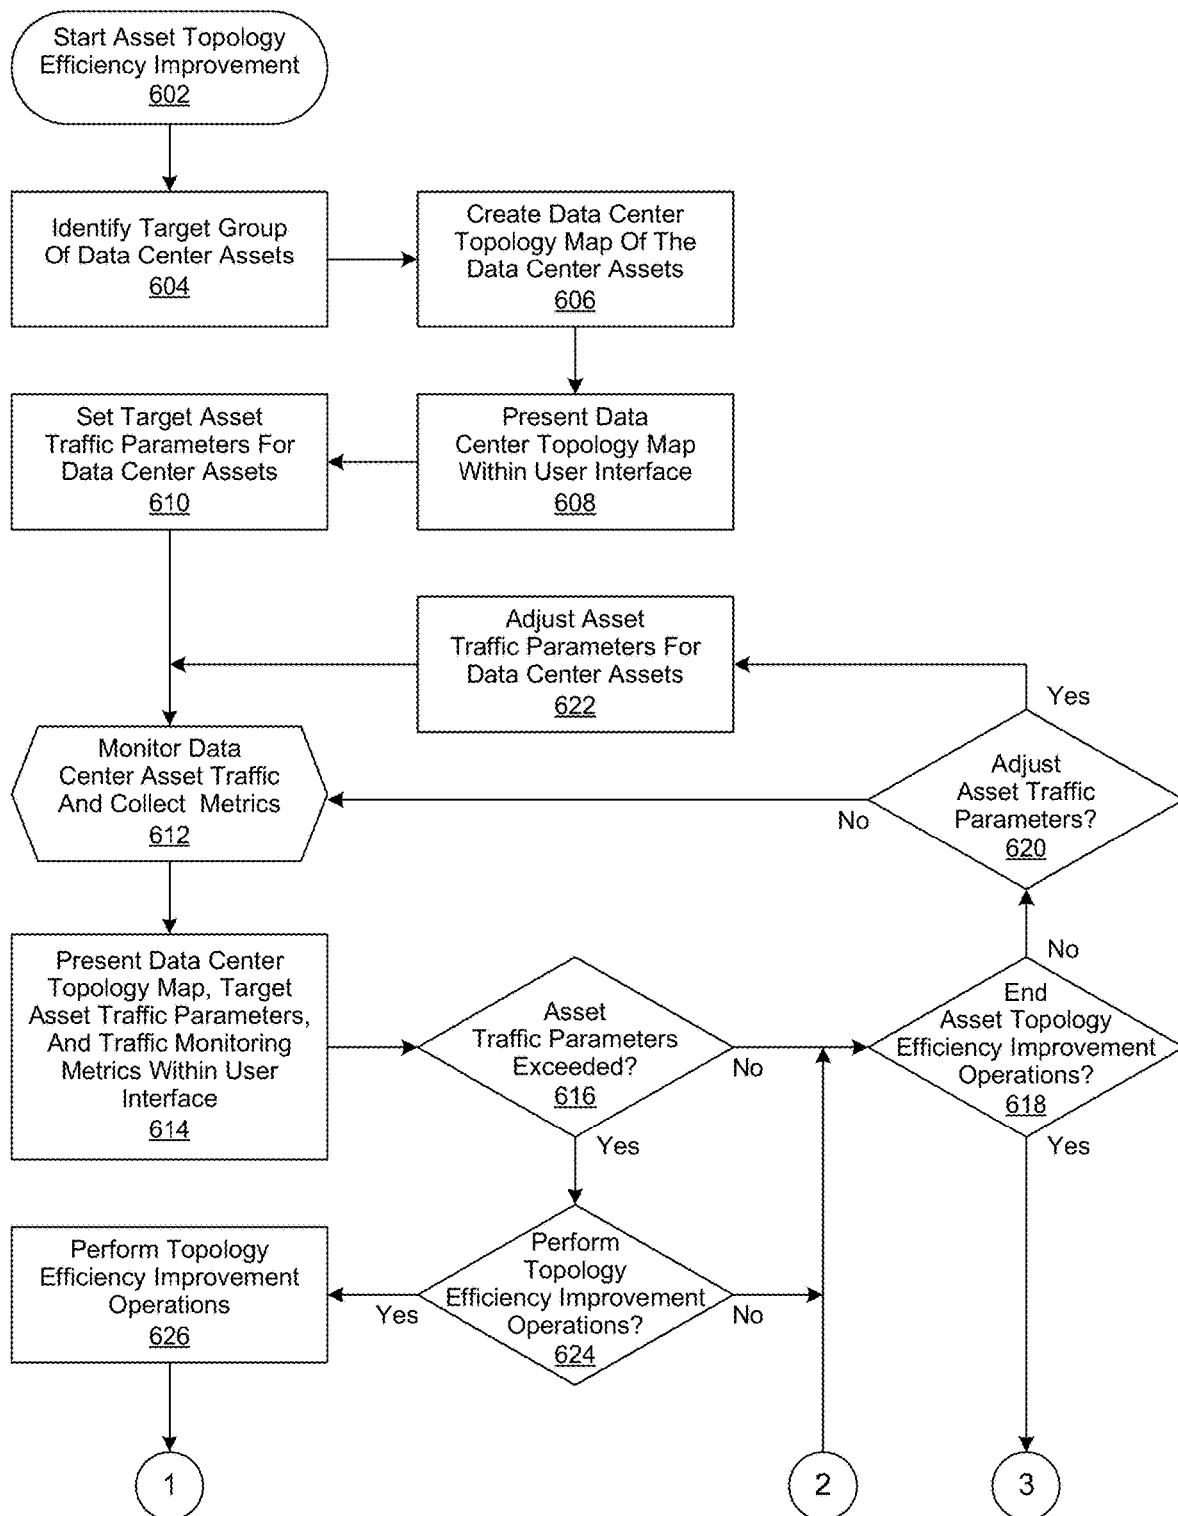 Start Asset Topology
Efficiency Improvement
602
Identify Target Group
Of Data Center Assets
604
Create Data Center
Topology Map Of The
Data Center Assets
606
Set Target Asset
Traffic Parameters For
Data Center Assets
610
Present Data
Center Topology Map
Within User Interface
608
Adjust Asset
Traffic Parameters For
Data Center Assets
622
Yes
Monitor Data
Center Asset Traffic
And Collect Metrics
612
Adjust
Asset Traffic
Parameters?
620
No
No
Present Data Center
Topology Map, Target
Asset Traffic Parameters,
And Traffic Monitoring
Metrics Within User
Interface
614
Asset
Traffic Parameters
Exceeded?
616
No
Yes
End
Asset Topology
Efficiency Improvement
Operations?
618
Yes
Perform Topology
Efficiency Improvement
Operations
626
Yes
Perform
Topology
Efficiency Improvement
Operations?
624
No
1
2
3